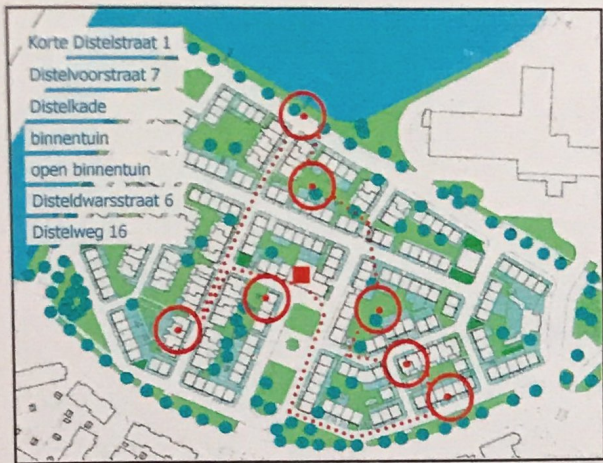 Korte Distelstraat 1
Distelvoorstraat 7
Distelkade
binnentuin
open binnentuin
Disteldwarsstraat 6
Distelweg 16